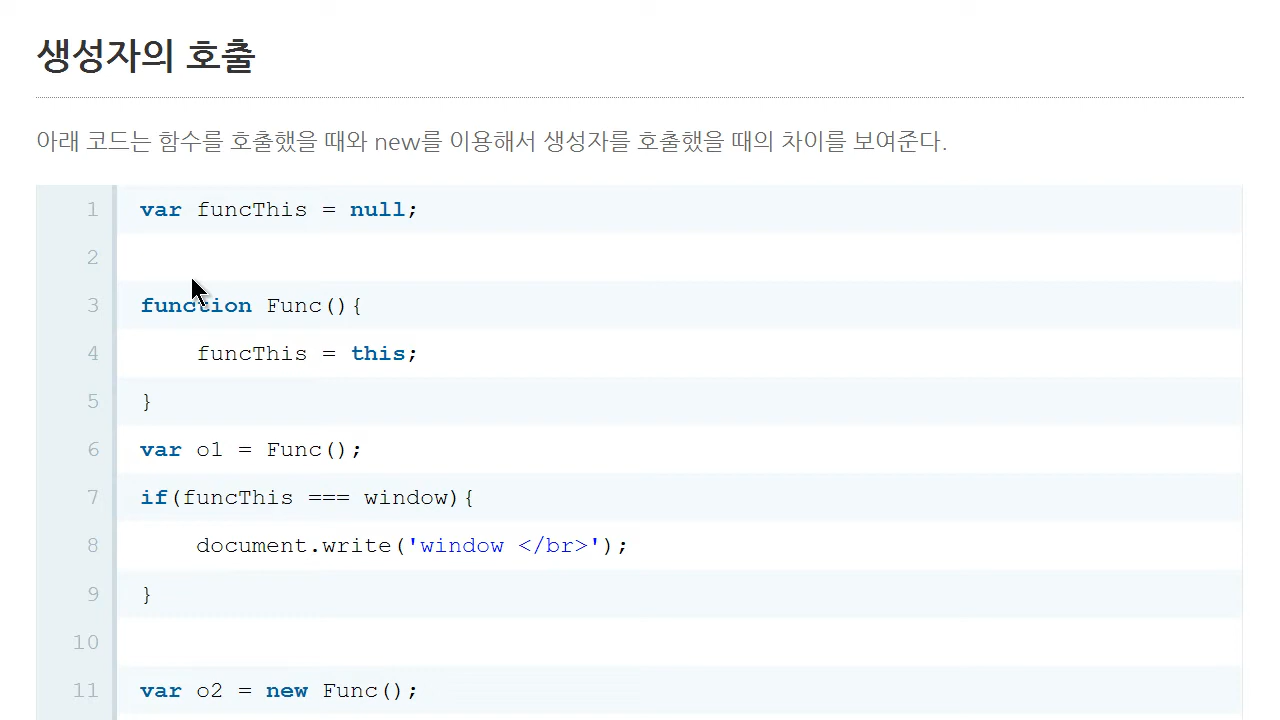 생성자의 호출
아래 코드는 함수를 호출했을 때와 new를 이용해서 생성자를 호출했을 때의 차이를 보여준다.
1 var funcThis = null;
2
3 function Func(){
4     funcThis = this;
5 }
6 var o1 = Func();
7 if(funcThis === window){
8     document.write('window </br>');
9 }
10
11 var o2 = new Func();